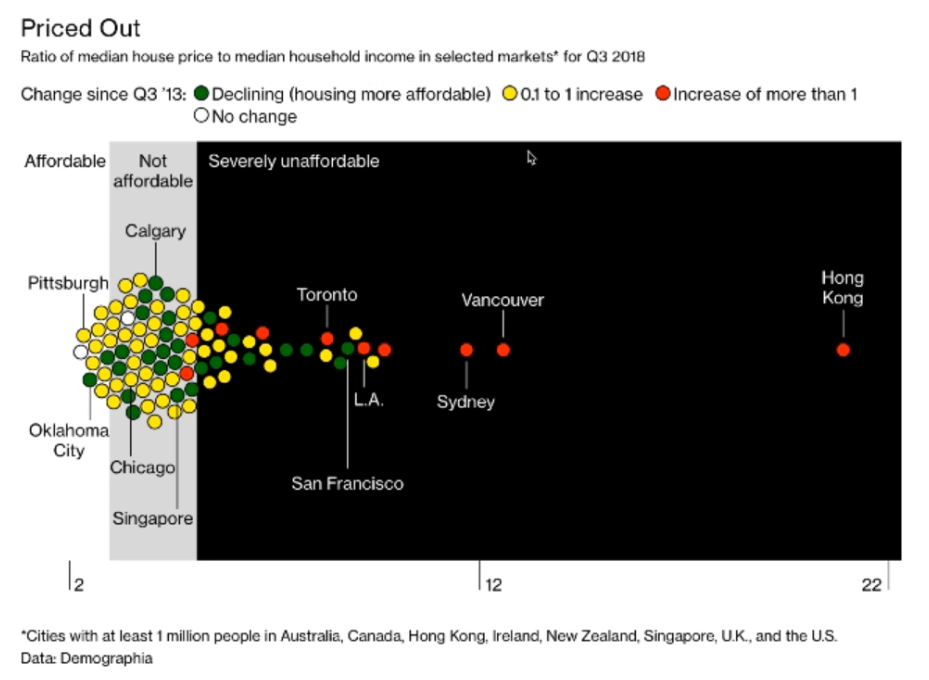 Priced Out
Ratio of median house price to median household income in selected markets* for Q3 2018
Change since Q3 '13: Declining (housing more affordable) 0.1 to 1 increase Increase of more than 1
No change
Affordable
Not
affordable
Severely unaffordable
Calgary
Pittsburgh
Toronto
Vancouver
Hong
Kong
L.A.
Sydney
Oklahoma
City
Chicago
San Francisco
Singapore
2
12
22
*Cities with at least 1 million people in Australia, Canada, Hong Kong, Ireland, New Zealand, Singapore, U.K., and the U.S.
Data: Demographia